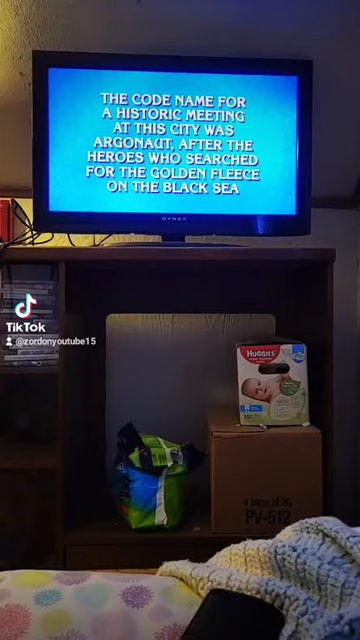 THE CODE NAME FOR
A HISTORIC MEETING
AT THIS CITY WAS
ARGONAUT, AFTER THE
HEROES WHO SEARCHED
FOR THE GOLDEN FLEECE
ON THE BLACK SEA
DYNEX
TikTok
@zordonyoutube15
HUGGIES
4 bags of 20
PV-512